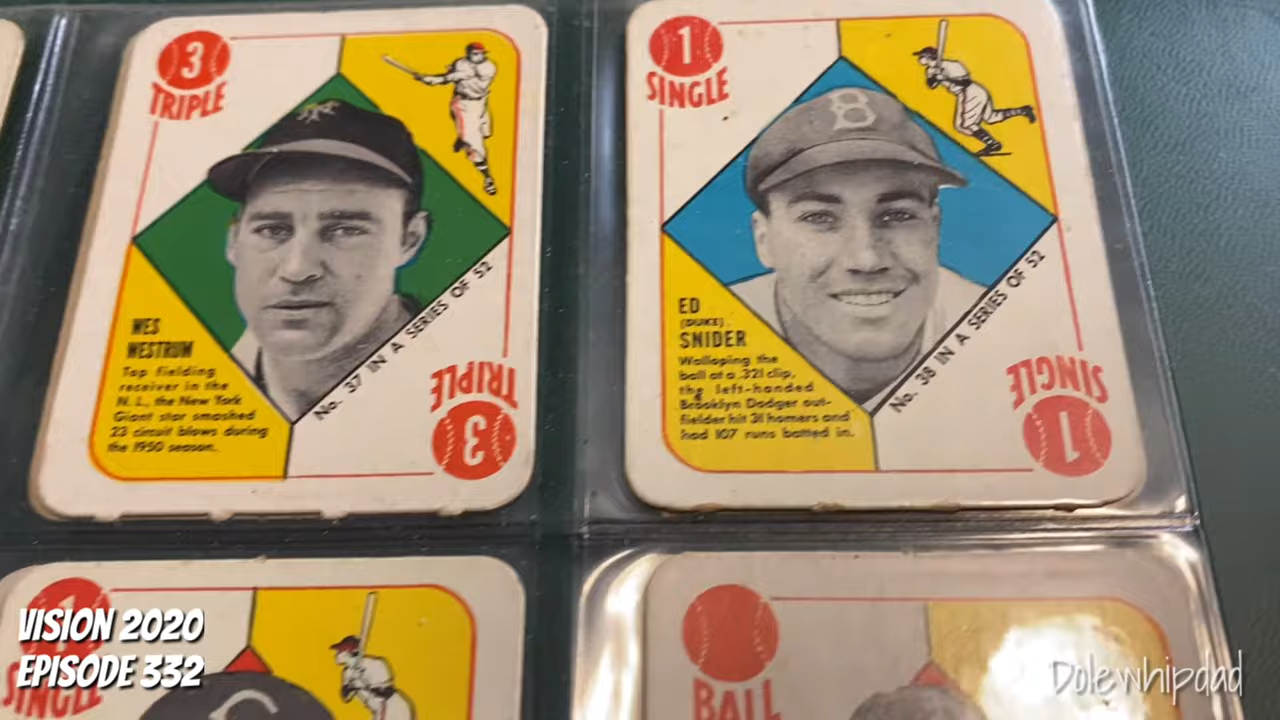 3
TRIPLE
NY
WES
WESTRUM
Top fielding
receiver in the
N. L., the New York
Giant star smashed
23 circuit blows during
the 1950 season.
No. 37 IN A SERIES OF 52
TRIPLE
3
1
SINGLE
B
ED
(DUKE)
SNIDER
Walloping the
ball at a .321 clip,
the left-handed
Brooklyn Dodger out-
fielder hit 31 homers and
had 107 runs batted in.
No. 38 IN A SERIES OF 52
SINGLE
1
1
SINGLE
C
BALL
VISION 2020
EPISODE 332
Dolewhipdad